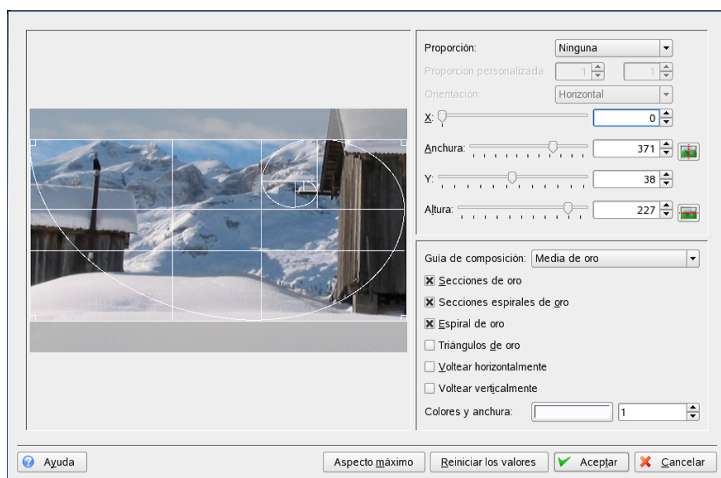 Proporción: Ninguna
Proporción personalizada: 1 1
Orientación: Horizontal
X: 0
Anchura: 371
Y: 38
Altura: 227
Guía de composición: Media de oro
Secciones de oro
Secciones espirales de oro
Espiral de oro
Triángulos de oro
Voltear horizontalmente
Voltear verticalmente
Colores y anchura: 1
Ayuda Aspecto máximo Reiniciar los valores Aceptar Cancelar